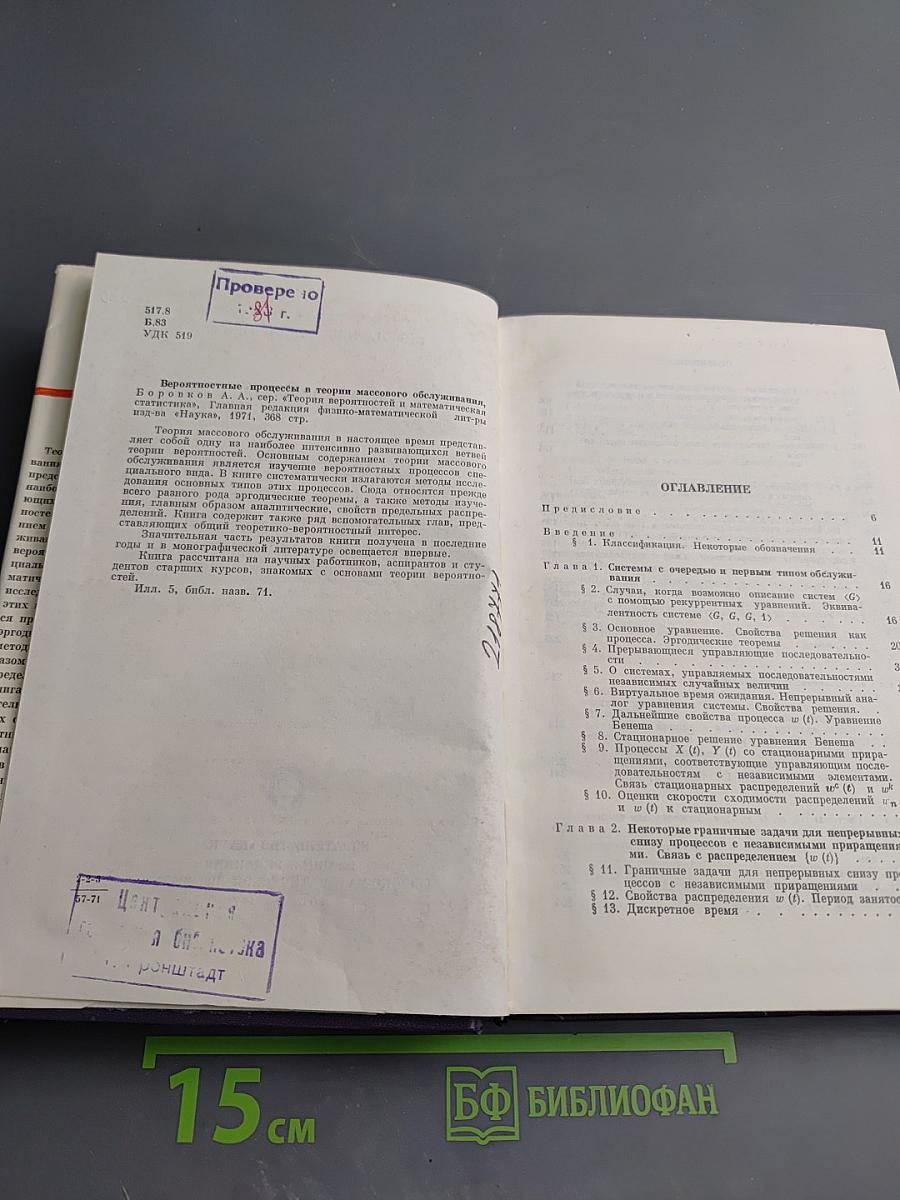 Проверено
г.
517.8
Б.83
УДК 519
Вероятностные процессы в теории массового обслуживания,
Боровков А. А., сер. «Теория вероятностей и математическая
статистика», Главная редакция физико-математической лит-ры
изд-ва «Наука», 1971, 368 стр.
Теория массового обслуживания в настоящее время представ-
ляет собой одну из наиболее интенсивно развивающихся ветвей
теории вероятностей. Основным содержанием теории массового
обслуживания является изучение вероятностных процессов спе-
циального вида. В книге систематически излагаются методы иссле-
дования основных типов этих процессов. Сюда относятся прежде
всего разного рода эргодические теоремы, а также методы изуче-
ния, главным образом аналитические, свойств предельных распре-
делений. Книга содержит также ряд вспомогательных глав, пред-
ставляющих общий теоретико-вероятностный интерес.
Значительная часть результатов книги получена в последние
годы и в монографической литературе освещается впервые.
Книга рассчитана на научных работников, аспирантов и сту-
дентов старших курсов, знакомых с основами теории вероятно-
стей.
Илл. 5, библ. назв. 71.
2-2-3
57-71
библиотека
Кронштадт
ОГЛАВЛЕНИЕ
Предисловие . . . . . . . . . . . . . . 6
Введение . . . . . . . . . . . . . . . 11
§ 1. Классификация. Некоторые обозначения . . 11
Глава 1. Системы с очередью и первым типом обслужи-
вания . . . . . . . . . . . . . . . . 16
§ 2. Случаи, когда возможно описание систем ⟨G⟩
с помощью рекуррентных уравнений. Эквива-
лентность системе ⟨G, G, G, 1⟩ . . . . . . 16
§ 3. Основное уравнение. Свойства решения как
процесса. Эргодические теоремы . . . . . . 20
§ 4. Прерывающиеся управляющие последовательно-
сти . . . . . . . . . . . . . . . . 3
§ 5. О системах, управляемых последовательностями
независимых случайных величин . . . . . .
§ 6. Виртуальное время ожидания. Непрерывный ана-
лог уравнения системы. Свойства решения. .
§ 7. Дальнейшие свойства процесса w (t). Уравнение
Бенеша . . . . . . . . . . . . . .
§ 8. Стационарное решение уравнения Бенеша . .
§ 9. Процессы X (t), Y (t) со стационарными прира-
щениями, соответствующие управляющим после-
довательностям с независимыми элементами.
Связь стационарных распределений wᶜ (t) и wᵏ
§ 10. Оценки скорости сходимости распределений wₙ
и w (t) к стационарным . . . . . . . .
Глава 2. Некоторые граничные задачи для непрерывных
снизу процессов с независимыми приращения
ми. Связь с распределением {w (t)} . . . .
§ 11. Граничные задачи для непрерывных снизу пр
цессов с независимыми приращениями . .
§ 12. Свойства распределения w (t). Период занятос
§ 13. Дискретное время . . . . . . . . . .
15 см
БФ БИБЛИОФАН